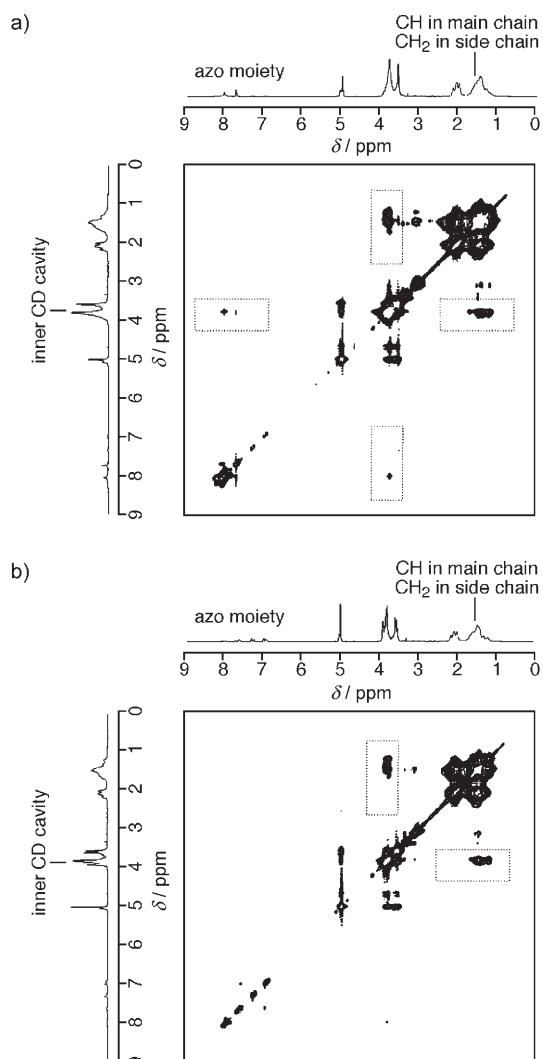 a)
CH in main chain
CH2 in side chain
azo moiety
9 8 7 6 5 4 3 2 1 0
δ / ppm
inner CD cavity
δ / ppm
0
1
2
3
4
5
6
7
8
9
b)
CH in main chain
CH2 in side chain
azo moiety
9 8 7 6 5 4 3 2 1 0
δ / ppm
inner CD cavity
δ / ppm
0
1
2
3
4
5
6
7
8